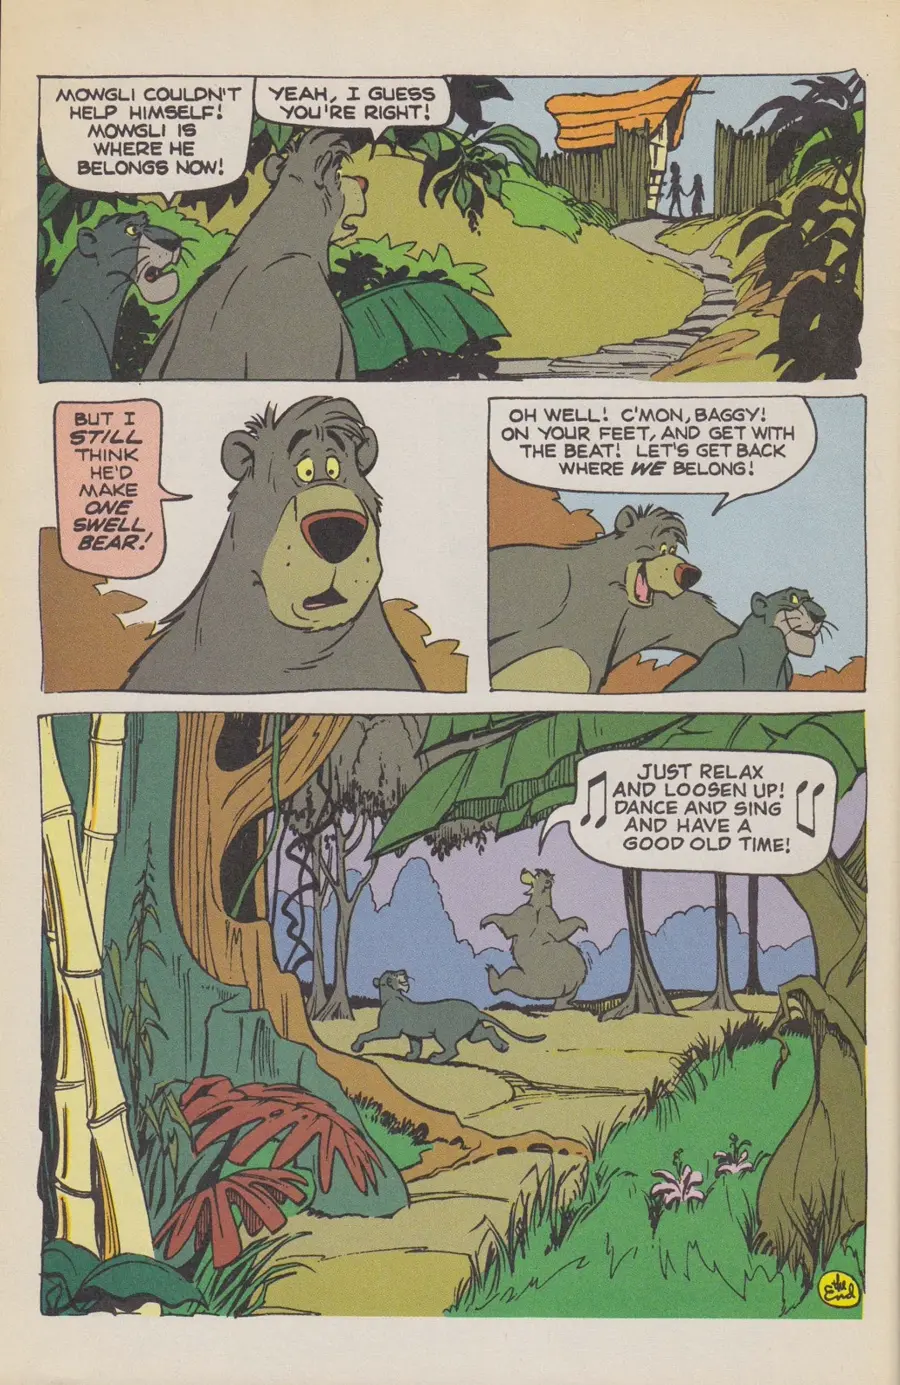 MOWGLI COULDN'T
HELP HIMSELF!
MOWGLI IS
WHERE HE
BELONGS NOW!
YEAH, I GUESS
YOU'RE RIGHT!
BUT I
STILL
THINK
HE'D
MAKE
ONE
SWELL
BEAR!
OH WELL! C'MON, BAGGY!
ON YOUR FEET, AND GET WITH
THE BEAT! LET'S GET BACK
WHERE WE BELONG!
JUST RELAX
AND LOOSEN UP!
DANCE AND SING
AND HAVE A
GOOD OLD TIME!
the
End